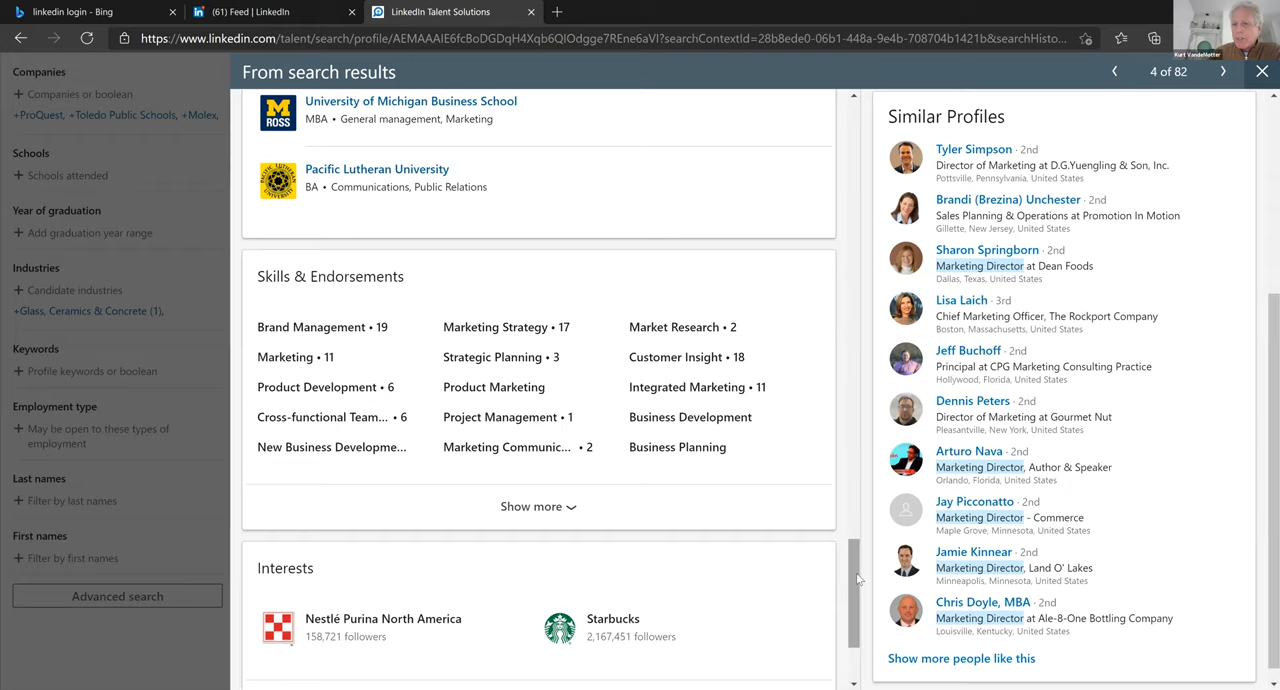 linkedin login - Bing
(61) Feed | LinkedIn
LinkedIn Talent Solutions
https://www.linkedin.com/talent/search/profile/AEMAAAIE6fcBoDGDqH4Xqb6QIOdgge7REne6aVI?searchContextId=28b8ede0-06b1-448a-9e4b-708704b1421b&searchHisto...
Kurt VandeMotter
Companies
+ Companies or boolean
+ProQuest, +Toledo Public Schools, +Molex,
Schools
+ Schools attended
Year of graduation
+ Add graduation year range
Industries
+ Candidate industries
+Glass, Ceramics & Concrete (1),
Keywords
+ Profile keywords or boolean
Employment type
+ May be open to these types of
employment
Last names
+ Filter by last names
First names
+ Filter by first names
Advanced search
From search results
4 of 82
M
ROSS
University of Michigan Business School
MBA • General management, Marketing
Pacific Lutheran University
BA • Communications, Public Relations
Skills & Endorsements
Brand Management • 19
Marketing Strategy • 17
Market Research • 2
Marketing • 11
Strategic Planning • 3
Customer Insight • 18
Product Development • 6
Product Marketing
Integrated Marketing • 11
Cross-functional Team... • 6
Project Management • 1
Business Development
New Business Developme...
Marketing Communic... • 2
Business Planning
Show more
Interests
Nestlé Purina North America
158,721 followers
Starbucks
2,167,451 followers
Similar Profiles
Tyler Simpson · 2nd
Director of Marketing at D.G.Yuengling & Son, Inc.
Pottsville, Pennsylvania, United States
Brandi (Brezina) Unchester · 2nd
Sales Planning & Operations at Promotion In Motion
Gillette, New Jersey, United States
Sharon Springborn · 2nd
Marketing Director at Dean Foods
Dallas, Texas, United States
Lisa Laich · 3rd
Chief Marketing Officer, The Rockport Company
Boston, Massachusetts, United States
Jeff Buchoff · 2nd
Principal at CPG Marketing Consulting Practice
Hollywood, Florida, United States
Dennis Peters · 2nd
Director of Marketing at Gourmet Nut
Pleasantville, New York, United States
Arturo Nava · 2nd
Marketing Director, Author & Speaker
Orlando, Florida, United States
Jay Picconatto · 2nd
Marketing Director - Commerce
Maple Grove, Minnesota, United States
Jamie Kinnear · 2nd
Marketing Director, Land O' Lakes
Minneapolis, Minnesota, United States
Chris Doyle, MBA · 2nd
Marketing Director at Ale-8-One Bottling Company
Louisville, Kentucky, United States
Show more people like this